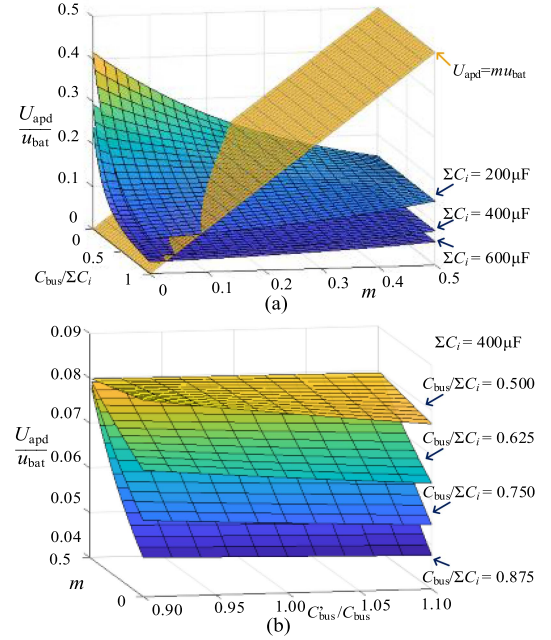 0.5
0.4
0.3
0.2
0.1
0
U_apd/u_bat
U_apd=mu_bat
ΣC_i = 200μF
ΣC_i = 400μF
ΣC_i = 600μF
0
0.5
1
C_bus/ΣC_i
0
0.1
0.2
0.3
0.4
0.5
m
(a)
0.09
0.08
0.07
0.06
0.05
0.04
U_apd/u_bat
ΣC_i = 400μF
C_bus/ΣC_i = 0.500
C_bus/ΣC_i = 0.625
C_bus/ΣC_i = 0.750
C_bus/ΣC_i = 0.875
0.5
m
0
0.90
0.95
1.00
1.05
1.10
C*_bus/C_bus
(b)